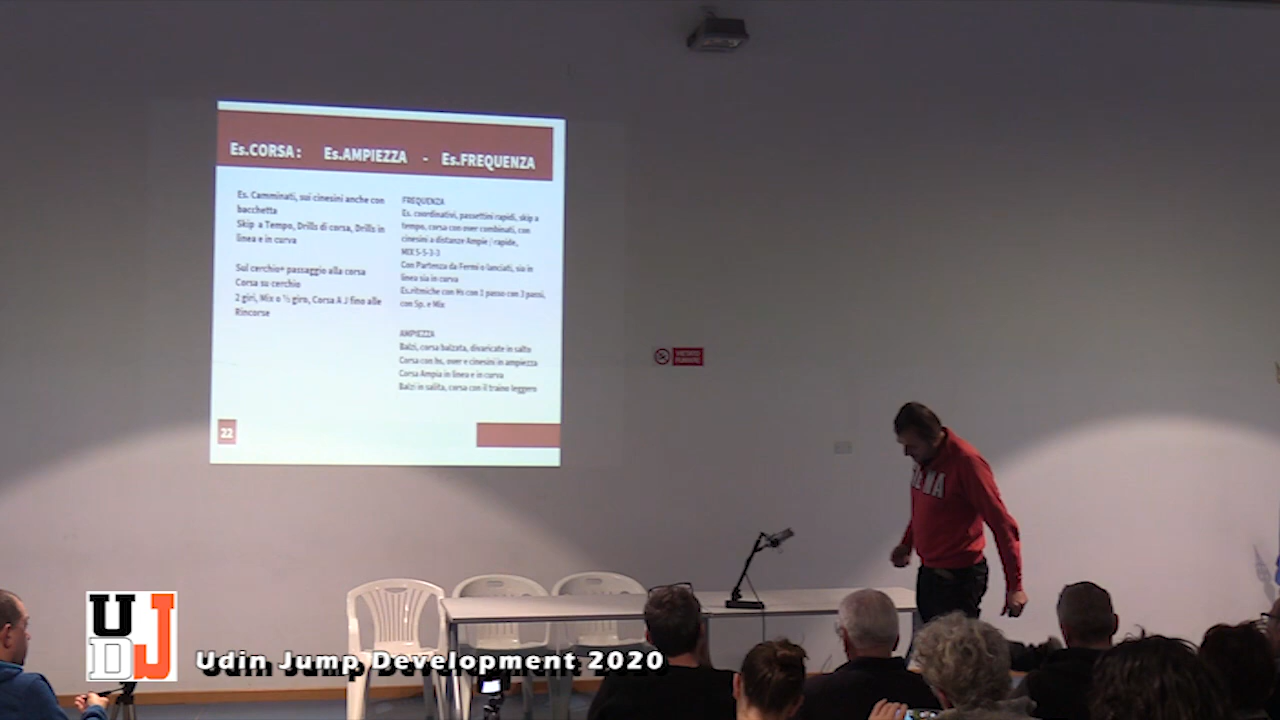 Es.CORSA : Es.AMPIEZZA - Es.FREQUENZA
Es. Camminati, sui cinesini anche con
bacchetta
Skip a Tempo, Drills di corsa, Drills in
linea e in curva
Sul cerchio+ passaggio alla corsa
Corsa su cerchio
2 giri, Mix o ½ giro, Corsa A J fino alle
Rincorse
FREQUENZA
Es. coordinativi, passettini rapidi, skip a
tempo, corsa con over combinati, con
cinesini a distanze Ampie / rapide,
MIX 5-5-3-3
Con Partenza da Fermi o lanciati, sia in
linea sia in curva
Es.ritmiche con Hs con 1 passo con 3 passi,
con Sp. e Mix
AMPIEZZA
Balzi, corsa balzata, divaricate in salto
Corsa con hs, over e cinesini in ampiezza
Corsa Ampia in linea e in curva
Balzi in salita, corsa con il traino leggero
22
VIETATO
FUMARE
UDJ
Udin Jump Development 2020